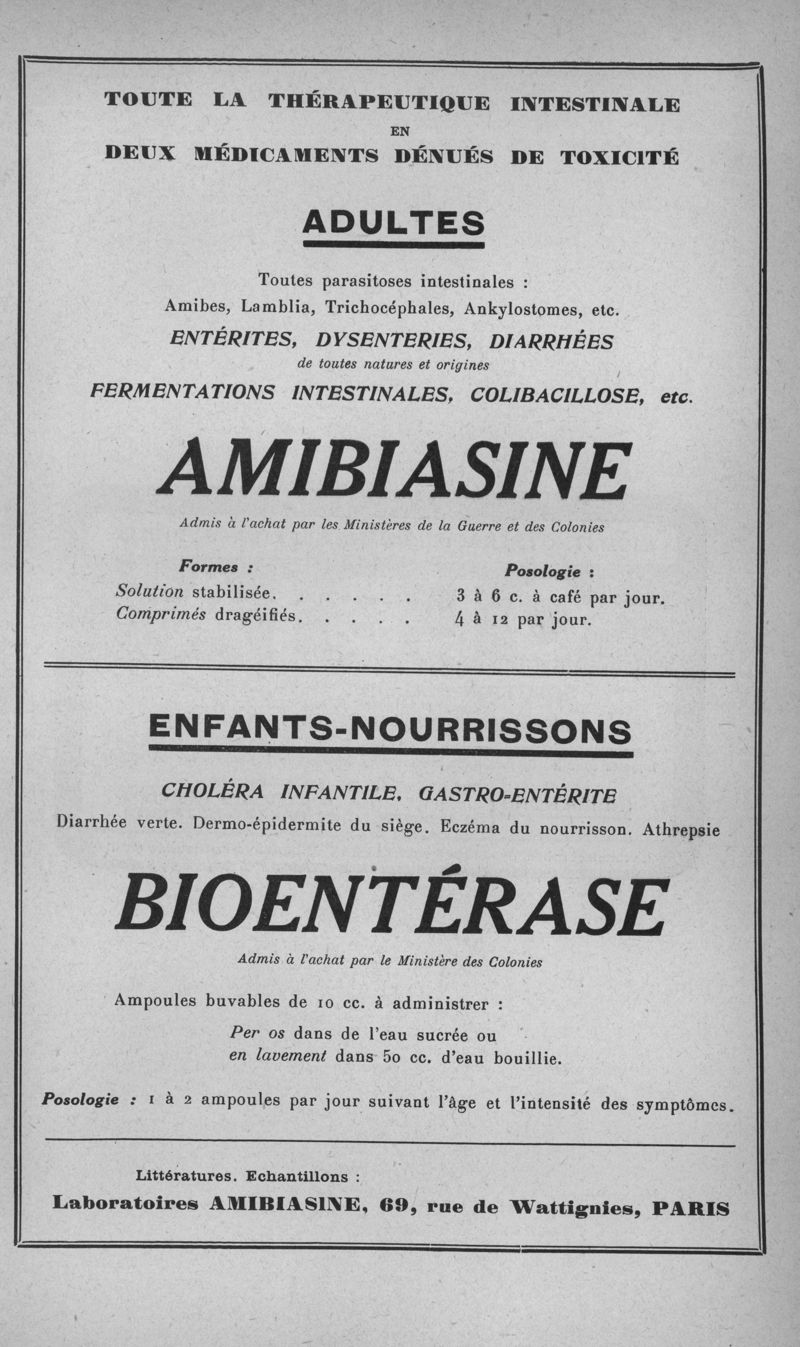 TOUTE LA THÉRAPEUTIQUE INTESTINALE
EN
DEUX MÉDICAMENTS DÉNUÉS DE TOXICITÉ
ADULTES
Toutes parasitoses intestinales :
Amibes, Lamblia, Trichocéphales, Ankylostomes, etc.
ENTÉRITES, DYSENTERIES, DIARRHÉES
de toutes natures et origines
FERMENTATIONS INTESTINALES, COLIBACILLOSE, etc.
AMIBIASINE
Admis à l'achat par les Ministères de la Guerre et des Colonies
Formes : Posologie :
Solution stabilisée. . . . . . 3 à 6 c. à café par jour.
Comprimés dragéifiés. . . . . 4 à 12 par jour.
ENFANTS-NOURRISSONS
CHOLÉRA INFANTILE, GASTRO-ENTÉRITE
Diarrhée verte. Dermo-épidermite du siège. Eczéma du nourrisson. Athrepsie
BIOENTÉRASE
Admis à l'achat par le Ministère des Colonies
Ampoules buvables de 10 cc. à administrer :
Per os dans de l'eau sucrée ou
en lavement dans 50 cc. d'eau bouillie.
Posologie : 1 à 2 ampoules par jour suivant l'âge et l'intensité des symptômes.
Littératures. Echantillons :
Laboratoires AMIBIASINE, 69, rue de Wattignies, PARIS